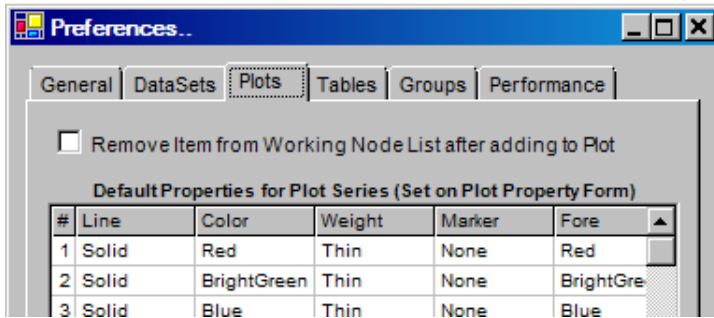 Preferences..
General DataSets Plots Tables Groups Performance
Remove Item from Working Node List after adding to Plot
Default Properties for Plot Series (Set on Plot Property Form)
# Line Color Weight Marker Fore
1 Solid Red Thin None Red
2 Solid BrightGreen Thin None BrightGre
3 Solid Blue Thin None Blue